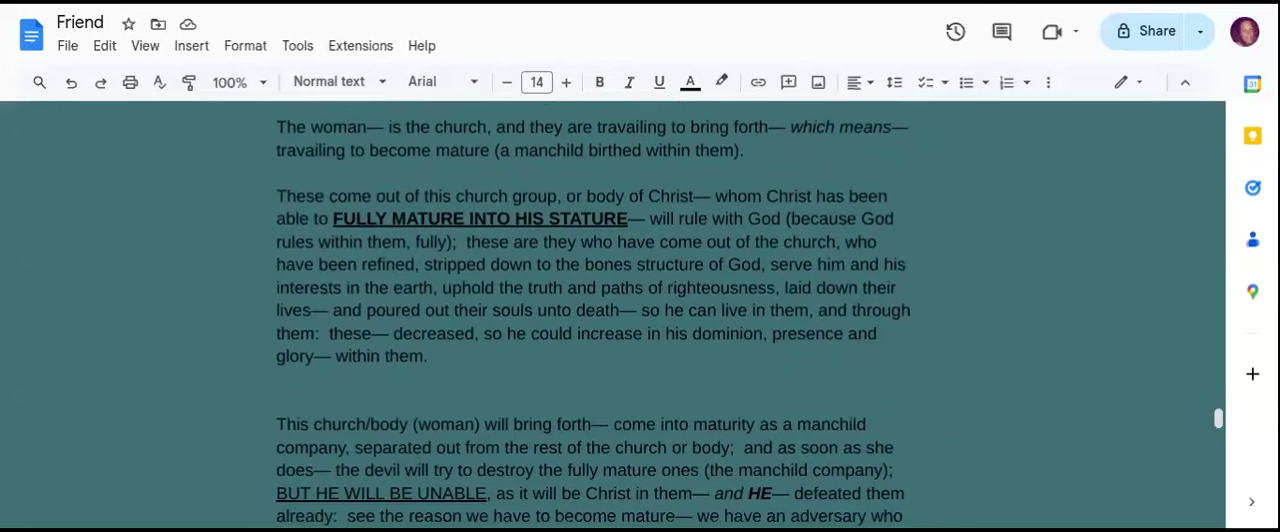 Friend
File Edit View Insert Format Tools Extensions Help
Share
100% Normal text Arial 14 B I U A
31
The woman— is the church, and they are travailing to bring forth— which means—
travailing to become mature (a manchild birthed within them).
These come out of this church group, or body of Christ— whom Christ has been
able to FULLY MATURE INTO HIS STATURE— will rule with God (because God
rules within them, fully);  these are they who have come out of the church, who
have been refined, stripped down to the bones structure of God, serve him and his
interests in the earth, uphold the truth and paths of righteousness, laid down their
lives— and poured out their souls unto death— so he can live in them, and through
them:  these— decreased, so he could increase in his dominion, presence and
glory— within them.
This church/body (woman) will bring forth— come into maturity as a manchild
company, separated out from the rest of the church or body;  and as soon as she
does— the devil will try to destroy the fully mature ones (the manchild company);
BUT HE WILL BE UNABLE, as it will be Christ in them— and HE— defeated them
already:  see the reason we have to become mature— we have an adversary who